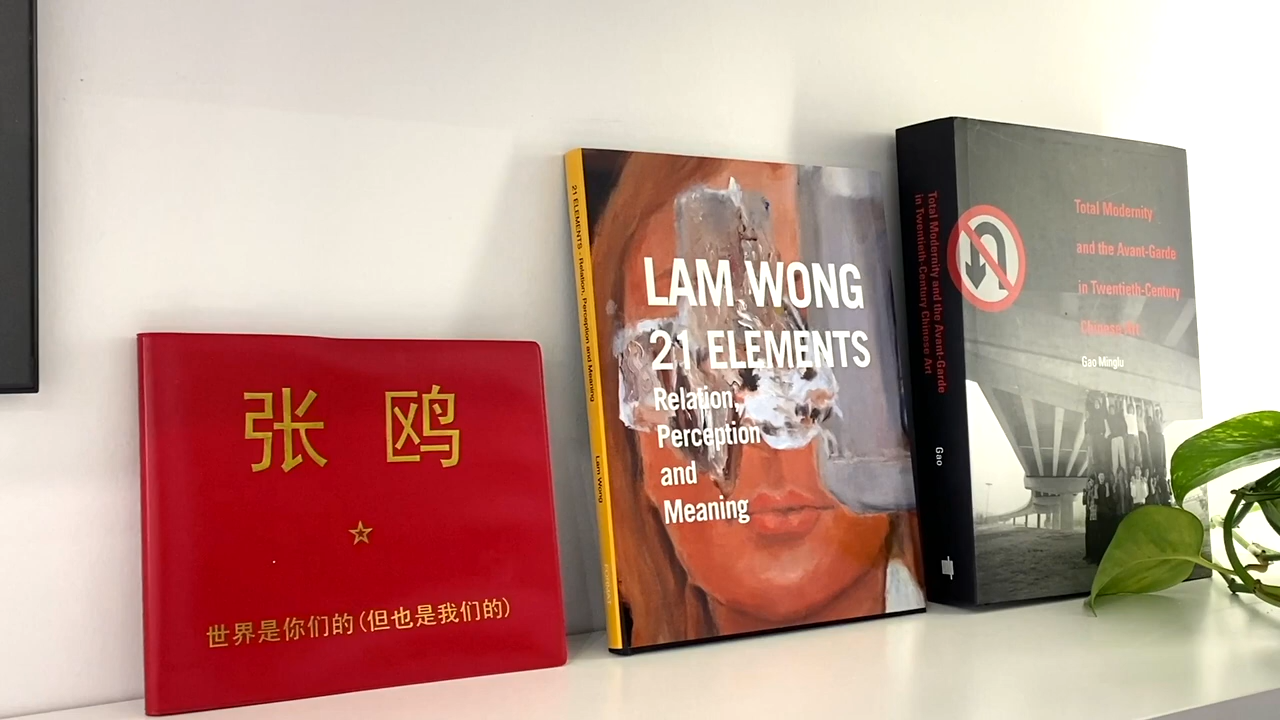 张 鸥
世界是你们的(但也是我们的)
21 ELEMENTS - Relation, Perception and Meaning
Lam Wong
LAM WONG
21 ELEMENTS
Relation,
Perception
and
Meaning
Total Modernity and the Avant-Garde
in Twentieth-Century Chinese Art
Gao
Total Modernity
and the Avant-Garde
in Twentieth-Century
Chinese Art
Gao Minglu